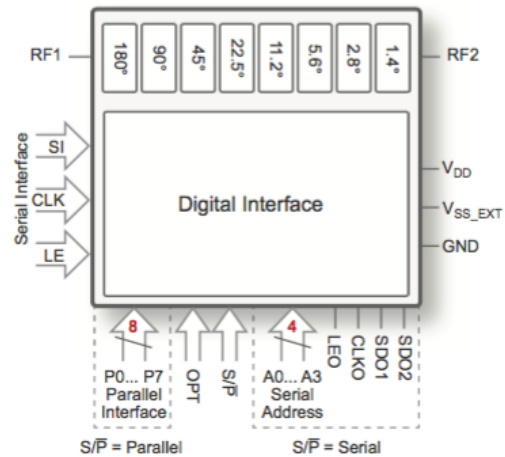 RF1
180°
90°
45°
22.5°
11.2°
5.6°
2.8°
1.4°
RF2
Serial Interface
SI
CLK
LE
Digital Interface
VDD
VSS_EXT
GND
8
4
P0... P7
Parallel
Interface
OPT
S/P̅
A0... A3
Serial
Address
LEO
CLKO
SDO1
SDO2
S/P̅ = Parallel
S/P̅ = Serial